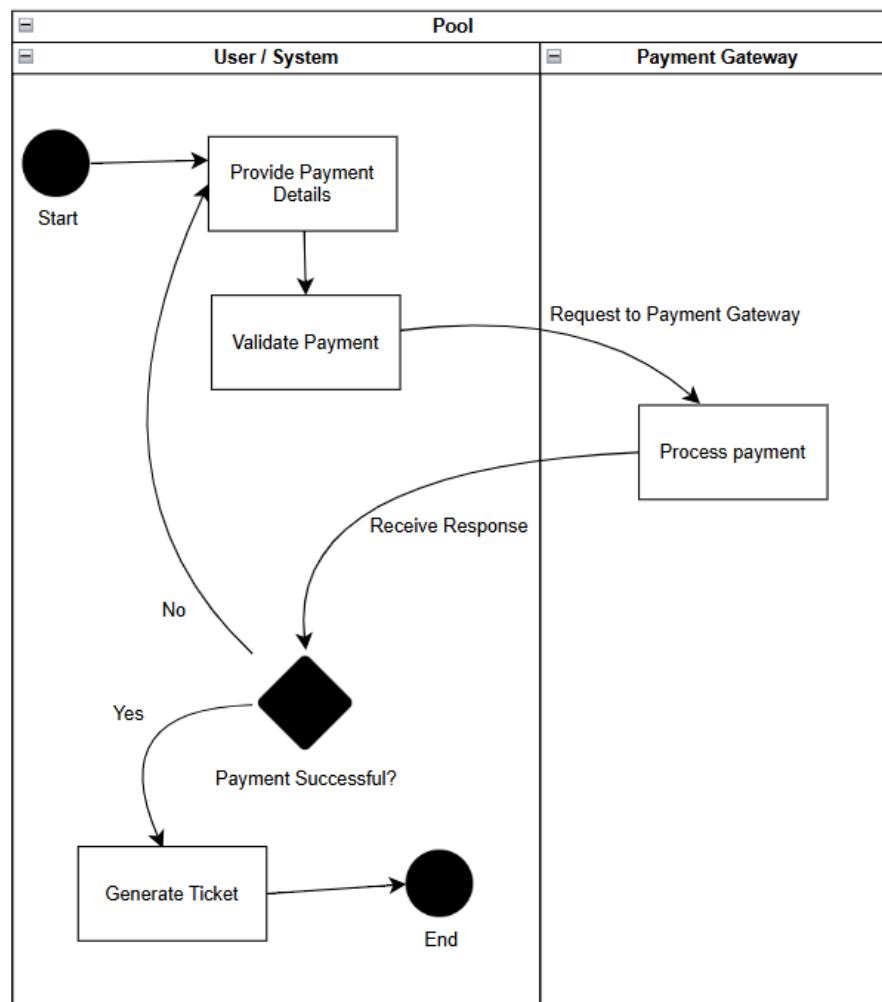 Pool
User / System
Payment Gateway
Start
Provide Payment
Details
Validate Payment
Request to Payment Gateway
Process payment
Receive Response
No
Yes
Payment Successful?
Generate Ticket
End